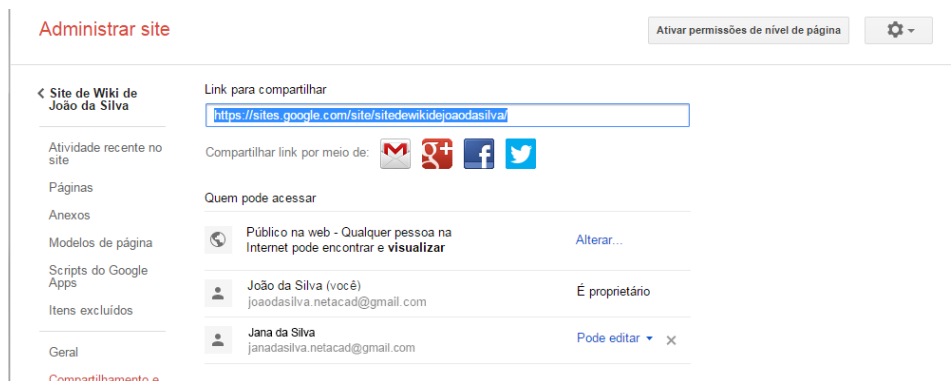 Administrar site
Ativar permissões de nível de página
Site de Wiki de
João da Silva
Atividade recente no
site
Páginas
Anexos
Modelos de página
Scripts do Google
Apps
Itens excluídos
Geral
Compartilhamento e
Link para compartilhar
https://sites.google.com/site/sitedewikidejoaodasilva/
Compartilhar link por meio de:
Quem pode acessar
Público na web - Qualquer pessoa na
Internet pode encontrar e visualizar
Alterar...
João da Silva (você)
joaodasilva.netacad@gmail.com
É proprietário
Jana da Silva
janadasilva.netacad@gmail.com
Pode editar